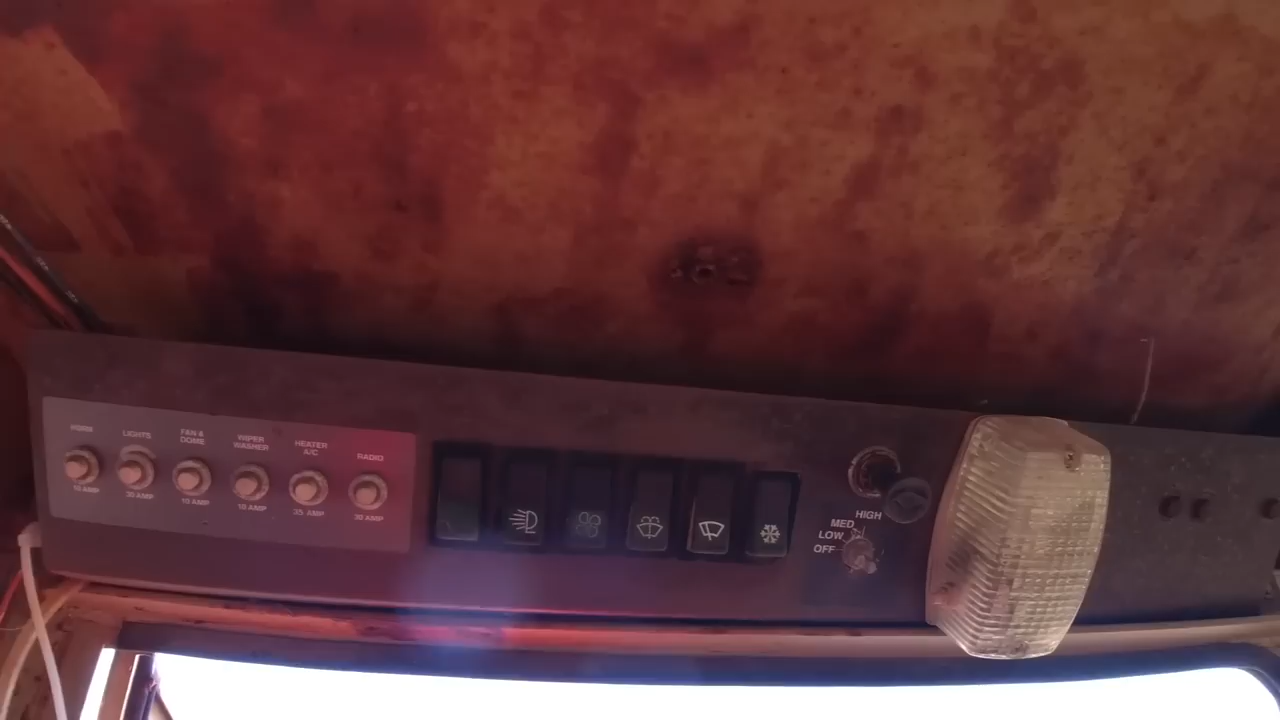 HORN
10 AMP
LIGHTS
30 AMP
FAN &
DOME
15 AMP
WIPER
WASHER
10 AMP
HEATER
A/C
35 AMP
RADIO
30 AMP
HIGH
MED
LOW
OFF